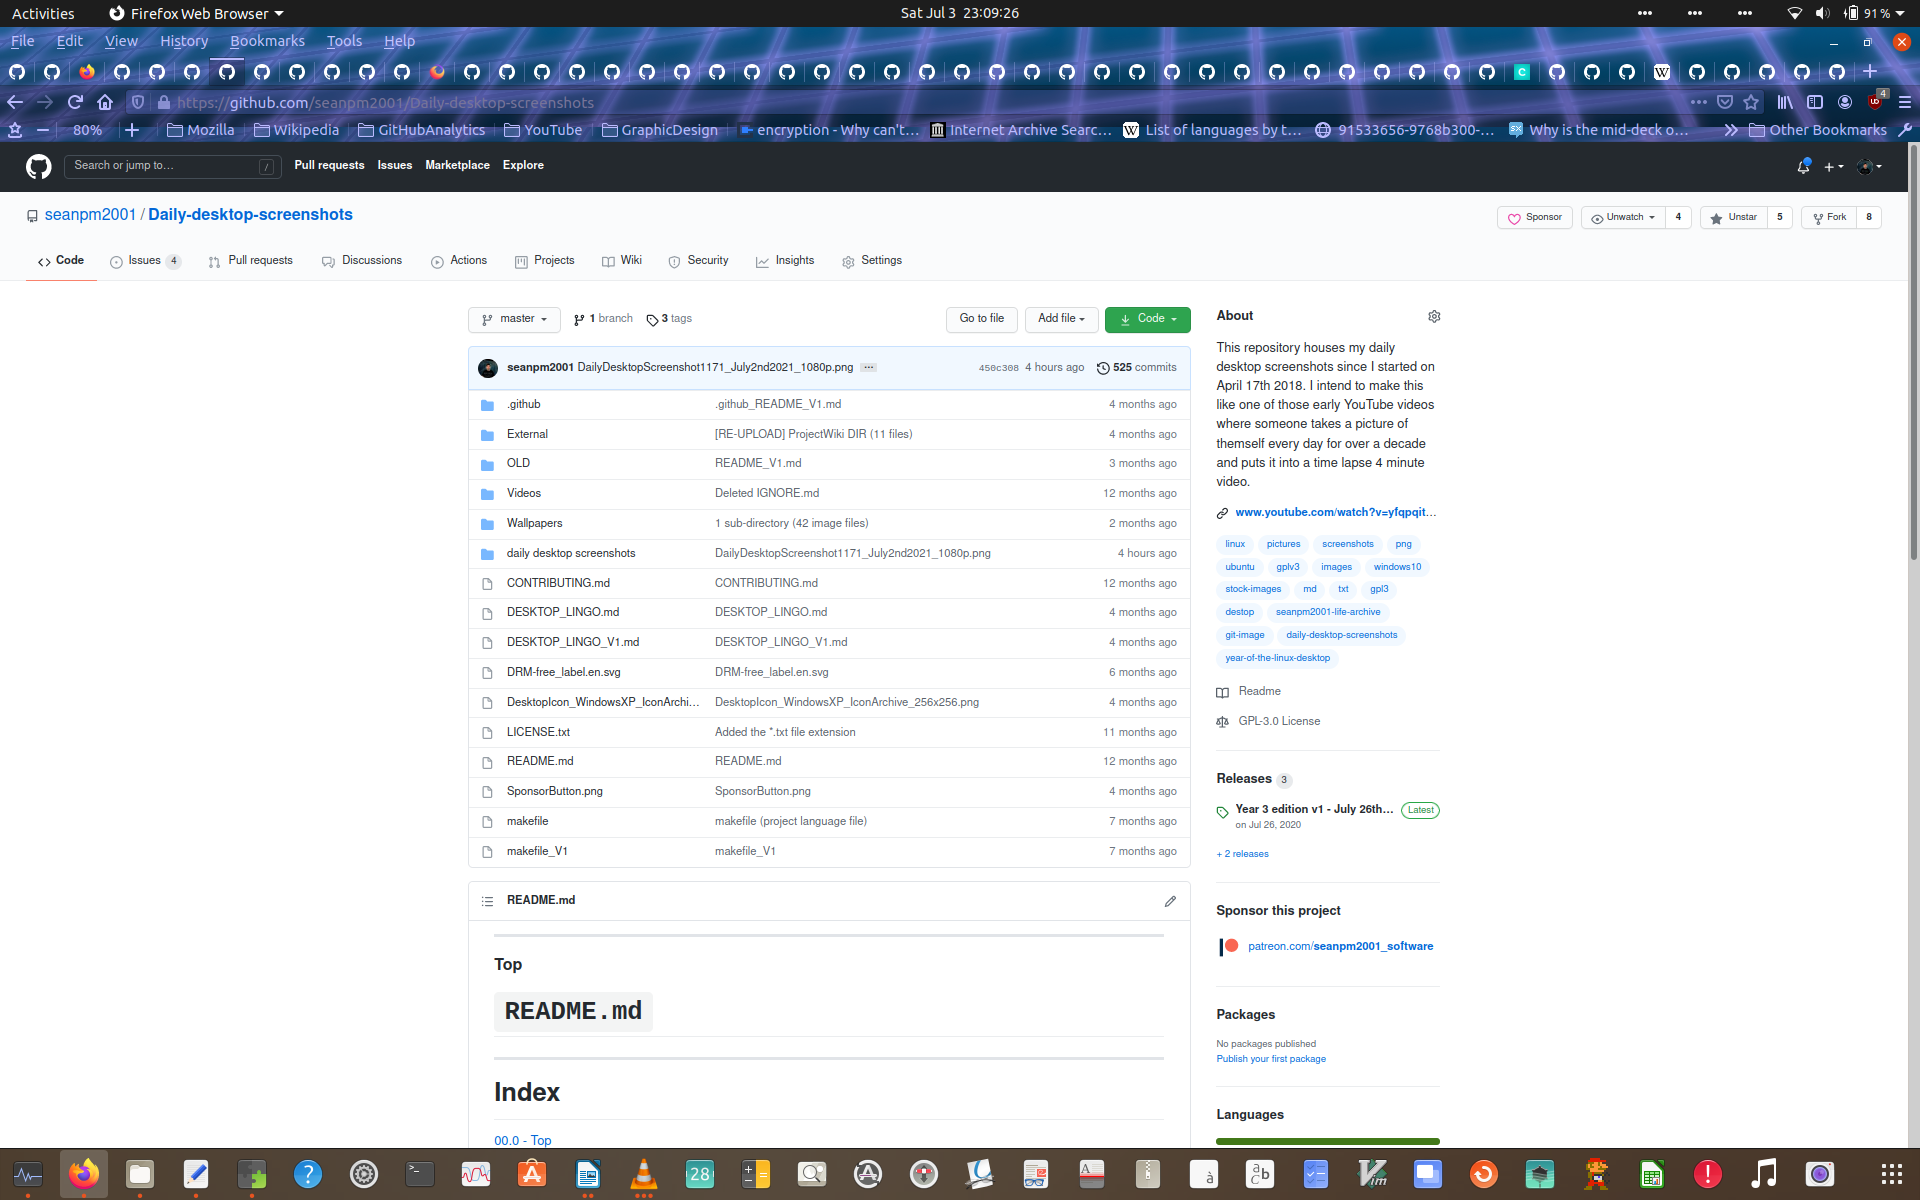 Activities Firefox Web Browser Sat Jul 3 23:09:26 91 %
File Edit View History Bookmarks Tools Help
https://github.com/seanpm2001/Daily-desktop-screenshots 4
80% Mozilla Wikipedia GitHubAnalytics YouTube GraphicDesign encryption - Why can't… Internet Archive Searc… List of languages by t… 91533656-9768b300-… Why is the mid-deck o… Other Bookmarks
Search or jump to… / Pull requests Issues Marketplace Explore
seanpm2001 / Daily-desktop-screenshots Sponsor Unwatch 4 Unstar 5 Fork 8
Code Issues 4 Pull requests Discussions Actions Projects Wiki Security Insights Settings
master 1 branch 3 tags Go to file Add file Code
seanpm2001 DailyDesktopScreenshot1171_July2nd2021_1080p.png ... 450c308 4 hours ago 525 commits
.github .github_README_V1.md 4 months ago
External [RE-UPLOAD] ProjectWiki DIR (11 files) 4 months ago
OLD README_V1.md 3 months ago
Videos Deleted IGNORE.md 12 months ago
Wallpapers 1 sub-directory (42 image files) 2 months ago
daily desktop screenshots DailyDesktopScreenshot1171_July2nd2021_1080p.png 4 hours ago
CONTRIBUTING.md CONTRIBUTING.md 12 months ago
DESKTOP_LINGO.md DESKTOP_LINGO.md 4 months ago
DESKTOP_LINGO_V1.md DESKTOP_LINGO_V1.md 4 months ago
DRM-free_label.en.svg DRM-free_label.en.svg 6 months ago
DesktopIcon_WindowsXP_IconArchi… DesktopIcon_WindowsXP_IconArchive_256x256.png 4 months ago
LICENSE.txt Added the *.txt file extension 11 months ago
README.md README.md 12 months ago
SponsorButton.png SponsorButton.png 4 months ago
makefile makefile (project language file) 7 months ago
makefile_V1 makefile_V1 7 months ago
README.md
Top
README.md
Index
00.0 - Top
About
This repository houses my daily
desktop screenshots since I started on
April 17th 2018. I intend to make this
like one of those early YouTube videos
where someone takes a picture of
themself every day for over a decade
and puts it into a time lapse 4 minute
video.
www.youtube.com/watch?v=yfqpqit…
linux pictures screenshots png
ubuntu gplv3 images windows10
stock-images md txt gpl3
destop seanpm2001-life-archive
git-image daily-desktop-screenshots
year-of-the-linux-desktop
Readme
GPL-3.0 License
Releases 3
Year 3 edition v1 - July 26th… Latest
on Jul 26, 2020
+ 2 releases
Sponsor this project
patreon.com/seanpm2001_software
Packages
No packages published
Publish your first package
Languages
28